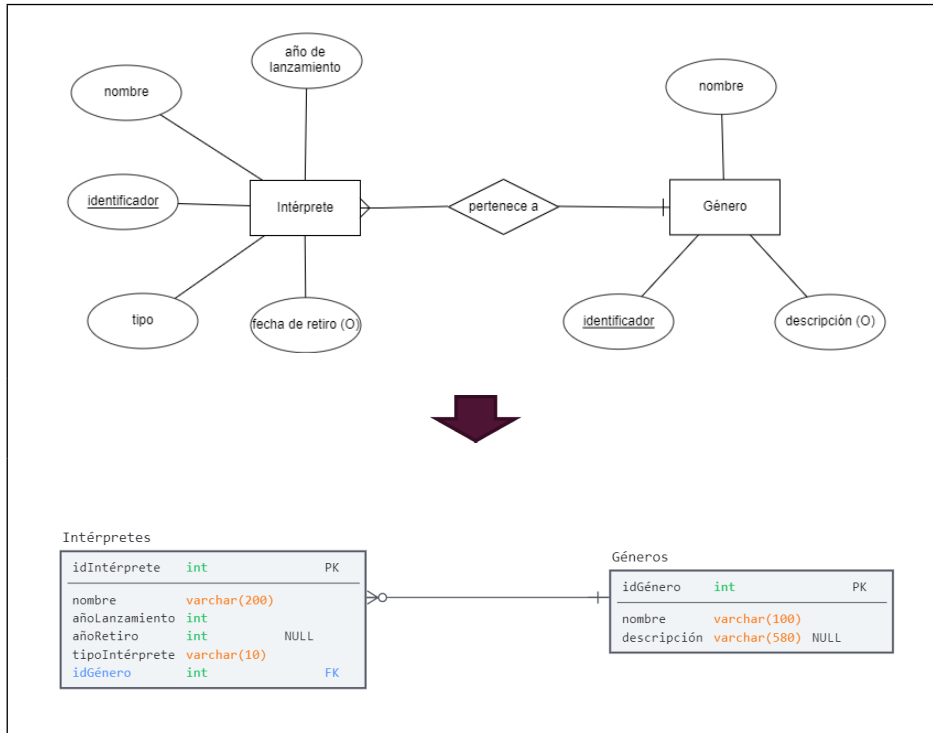 año de
lanzamiento
nombre
nombre
identificador
Intérprete
pertenece a
Género
tipo
fecha de retiro (O)
identificador
descripción (O)
Intérpretes
idIntérprete int PK
nombre varchar(200)
añoLanzamiento int
añoRetiro int NULL
tipoIntérprete varchar(10)
idGénero int FK
Géneros
idGénero int PK
nombre varchar(100)
descripción varchar(580) NULL